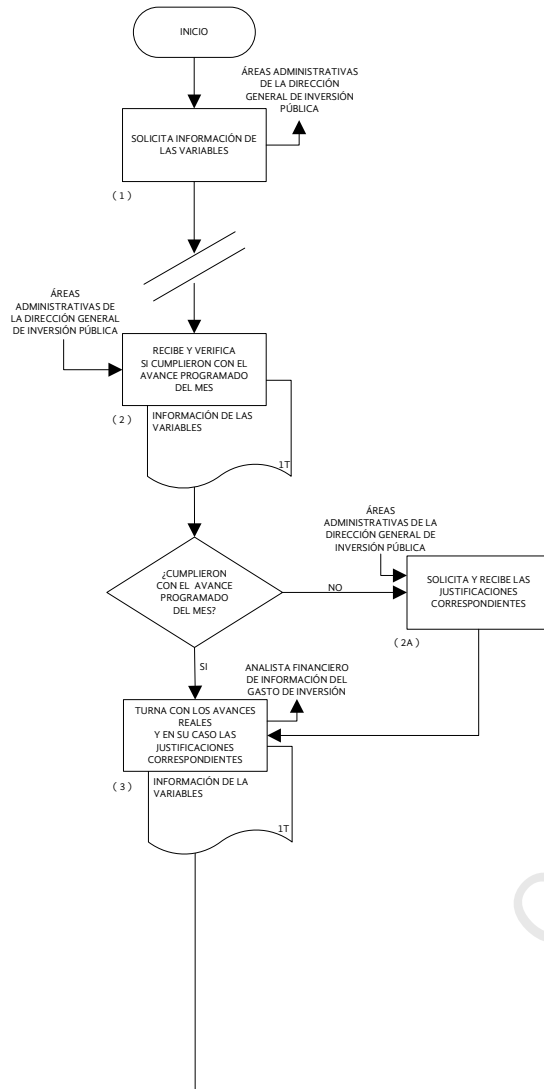 INICIO
ÁREAS ADMINISTRATIVAS
DE LA DIRECCIÓN
GENERAL DE INVERSIÓN
PÚBLICA
SOLICITA INFORMACIÓN DE
LAS VARIABLES
( 1 )
ÁREAS
ADMINISTRATIVAS DE
LA DIRECCIÓN GENERAL
DE INVERSIÓN PÚBLICA
RECIBE Y VERIFICA
SI CUMPLIERON CON EL
AVANCE PROGRAMADO
DEL MES
( 2 )
INFORMACIÓN DE LAS
VARIABLES
1T
¿CUMPLIERON
CON EL AVANCE
PROGRAMADO
DEL MES?
NO
ÁREAS
ADMINISTRATIVAS DE LA
DIRECCIÓN GENERAL DE
INVERSIÓN PÚBLICA
SOLICITA Y RECIBE LAS
JUSTIFICACIONES
CORRESPONDIENTES
( 2A )
SI
ANALISTA FINANCIERO
DE INFORMACIÓN DEL
GASTO DE INVERSIÓN
TURNA CON LOS AVANCES
REALES
Y EN SU CASO LAS
JUSTIFICACIONES
CORRESPONDIENTES
( 3 )
INFORMACIÓN DE LA
VARIABLES
1T